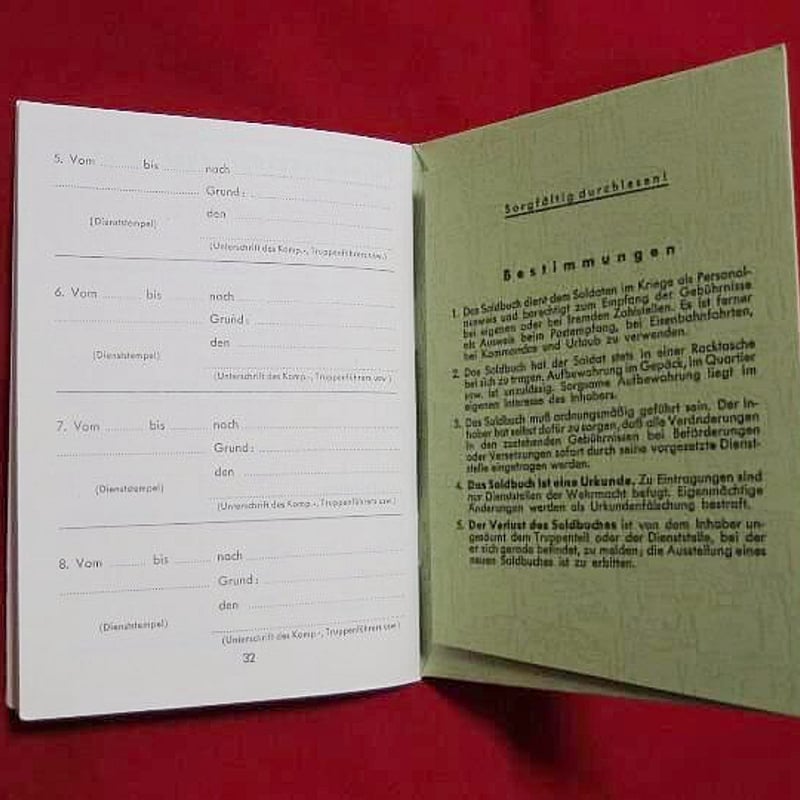 5. Vom .......... bis .......... nach ..........
Grund: ..........
den ..........
(Dienststempel)
(Unterschrift des Komp.-, Truppenführers usw.)
6. Vom .......... bis .......... nach ..........
Grund: ..........
den ..........
(Dienststempel)
(Unterschrift des Komp.-, Truppenführers usw.)
7. Vom .......... bis .......... nach ..........
Grund: ..........
den ..........
(Dienststempel)
(Unterschrift des Komp.-, Truppenführers usw.)
8. Vom .......... bis .......... nach ..........
Grund: ..........
den ..........
(Dienststempel)
(Unterschrift des Komp.-, Truppenführers usw.)
32
Sorgfältig durchlesen!
Bestimmungen
1. Das Soldbuch dient dem Soldaten im Kriege als Personal-
ausweis und berechtigt zum Empfang der Gebührnisse
bei eigenen oder bei fremden Zahlstellen. Es ist ferner
als Ausweis beim Postempfang, bei Eisenbahnfahrten,
bei Kommandos und Urlaub zu verwenden.
2. Das Soldbuch hat der Soldat stets in einer Rocktasche
bei sich zu tragen. Aufbewahrung im Gepäck, im Quartier
usw. ist unzulässig. Sorgsame Aufbewahrung liegt im
eigenen Interesse des Inhabers.
3. Das Soldbuch muß ordnungsmäßig geführt sein. Der In-
haber hat selbst dafür zu sorgen, daß alle Veränderungen
in den zustehenden Gebührnissen bei Beförderungen
oder Versetzungen sofort durch seine vorgesetzte Dienst-
stelle eingetragen werden.
4. Das Soldbuch ist eine Urkunde. Zu Eintragungen sind
nur Dienststellen der Wehrmacht befugt. Eigenmächtige
Änderungen werden als Urkundenfälschung bestraft.
5. Der Verlust des Soldbuches ist von dem Inhaber un-
gesäumt dem Truppenteil oder der Dienststelle, bei der
er sich gerade befindet, zu melden; die Ausstellung eines
neuen Soldbuches ist zu erbitten.